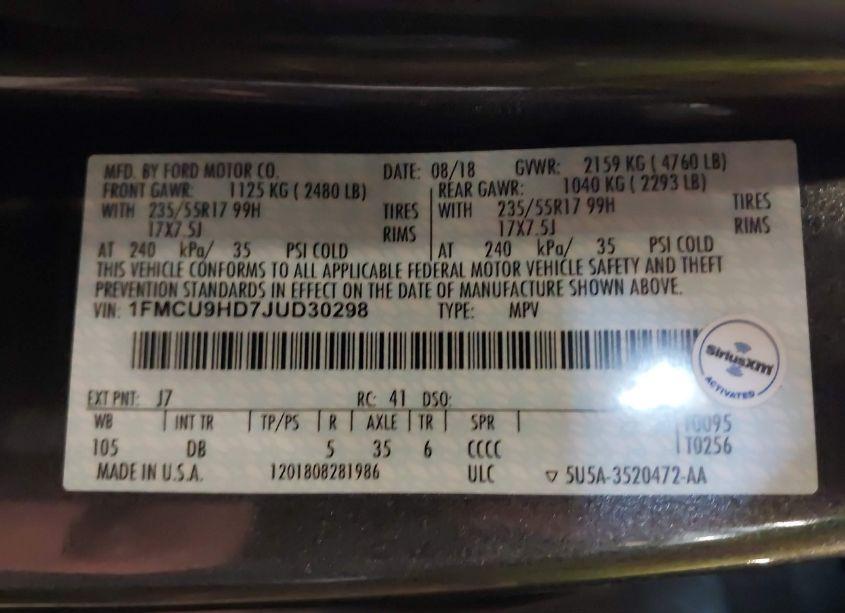 MFD. BY FORD MOTOR CO. DATE: 08/18 GVWR: 2159 KG ( 4760 LB)
FRONT GAWR: 1125 KG ( 2480 LB) REAR GAWR: 1040 KG ( 2293 LB)
WITH 235/55R17 99H TIRES WITH 235/55R17 99H TIRES
17X7.5J RIMS 17X7.5J RIMS
AT 240 kPa/ 35 PSI COLD AT 240 kPa/ 35 PSI COLD
THIS VEHICLE CONFORMS TO ALL APPLICABLE FEDERAL MOTOR VEHICLE SAFETY AND THEFT
PREVENTION STANDARDS IN EFFECT ON THE DATE OF MANUFACTURE SHOWN ABOVE.
VIN: 1FMCU9HD7JUD30298 TYPE: MPV
SiriusXM
ACTIVATED
EXT PNT: J7 RC: 41 DSO:
WB INT TR TP/PS R AXLE TR SPR T0095
105 DB 5 35 6 CCCC T0256
MADE IN U.S.A. 1201808281986 ULC ▽ 5U5A-3520472-AA